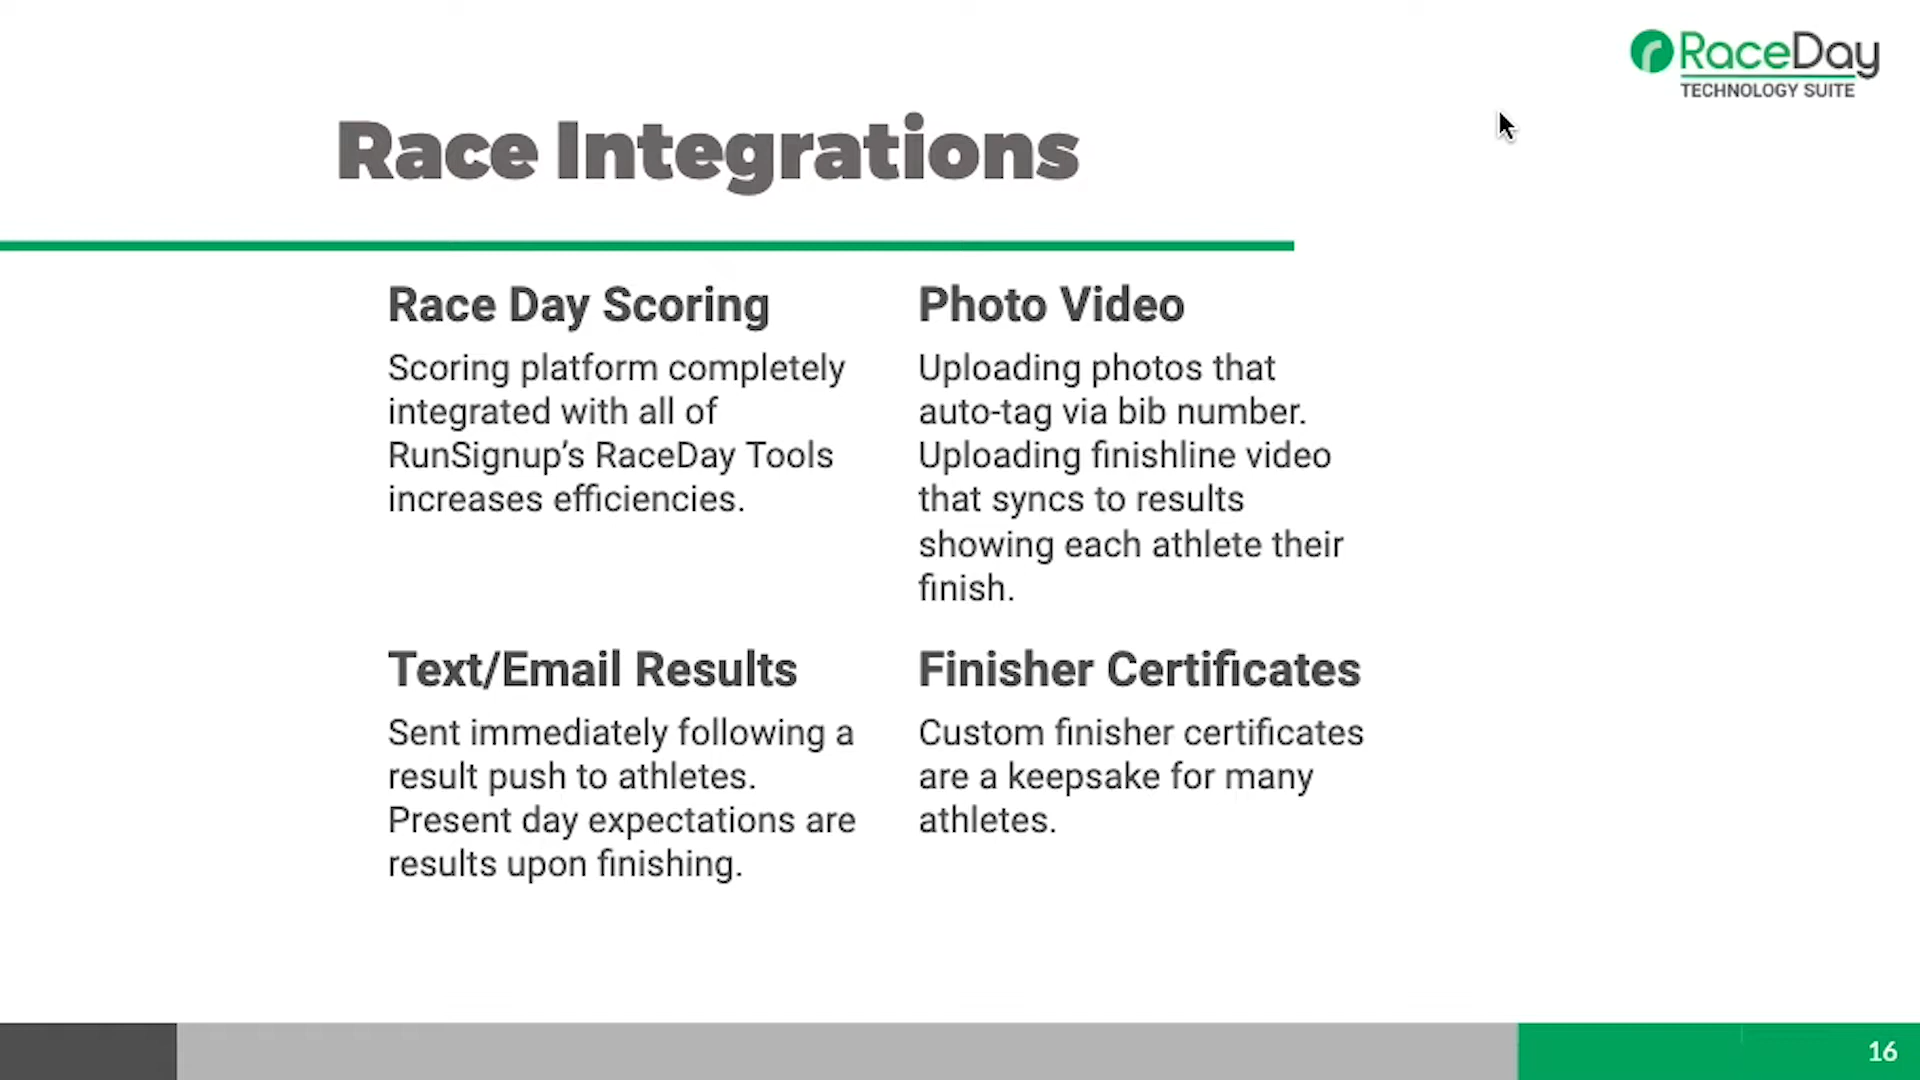 RaceDay
TECHNOLOGY SUITE
Race Integrations
Race Day Scoring
Scoring platform completely
integrated with all of
RunSignup’s RaceDay Tools
increases efficiencies.
Photo Video
Uploading photos that
auto-tag via bib number.
Uploading finishline video
that syncs to results
showing each athlete their
finish.
Text/Email Results
Sent immediately following a
result push to athletes.
Present day expectations are
results upon finishing.
Finisher Certificates
Custom finisher certificates
are a keepsake for many
athletes.
16